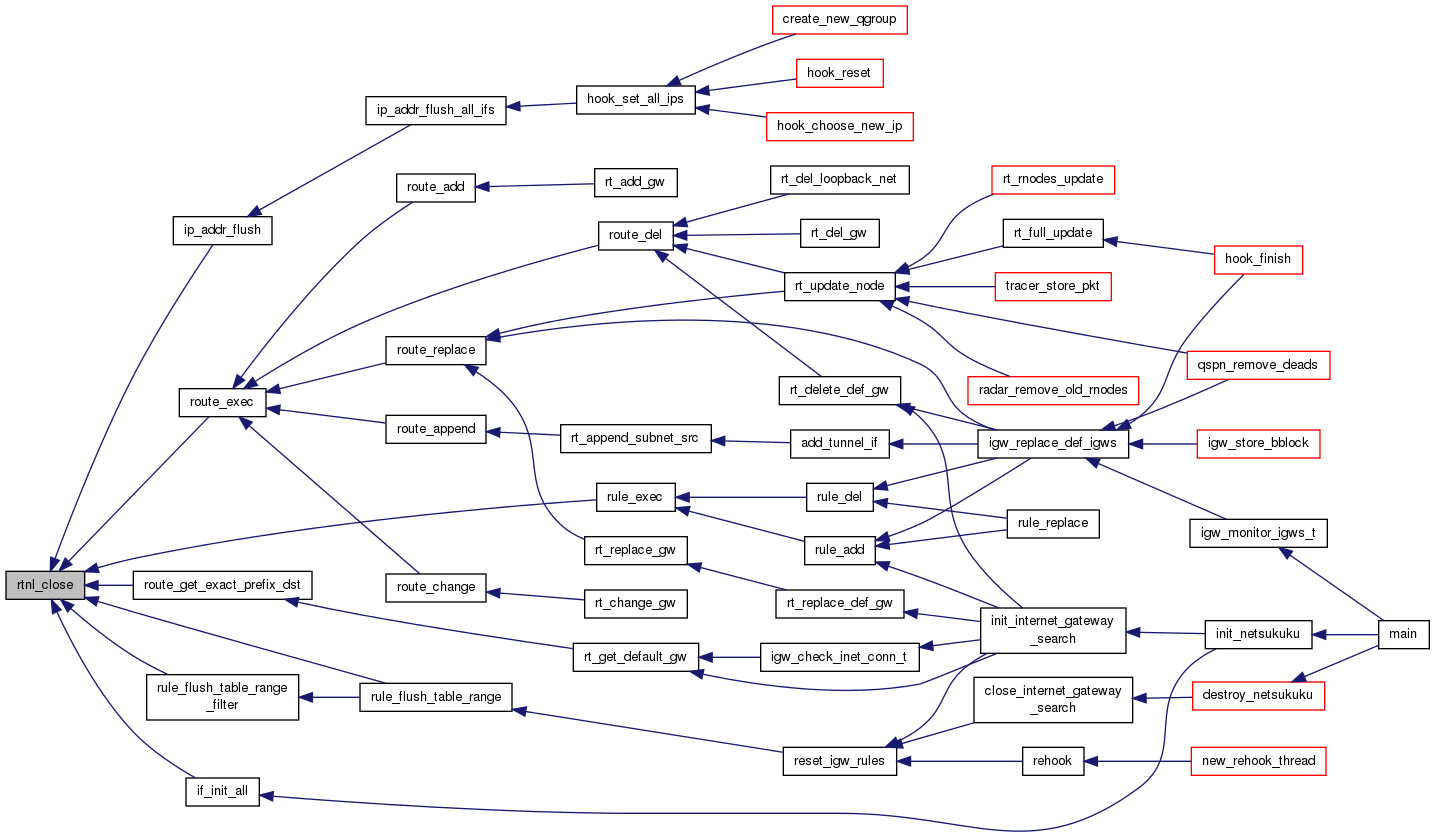 create_new_qgroup
hook_reset
hook_set_all_ips
ip_addr_flush_all_ifs
hook_choose_new_ip
rt_del_loopback_net
rt_rnodes_update
route_add
rt_add_gw
ip_addr_flush
route_del
rt_del_gw
rt_full_update
hook_finish
rt_update_node
tracer_store_pkt
route_replace
qspn_remove_deads
rt_delete_def_gw
radar_remove_old_rnodes
route_exec
route_append
rt_append_subnet_src
add_tunnel_if
igw_replace_def_igws
igw_store_bblock
rule_exec
rule_del
rule_replace
igw_monitor_igws_t
rt_replace_gw
rule_add
rtnl_close
route_get_exact_prefix_dst
route_change
rt_change_gw
rt_replace_def_gw
init_internet_gateway
_search
init_netsukuku
main
rt_get_default_gw
igw_check_inet_conn_t
rule_flush_table_range
_filter
rule_flush_table_range
close_internet_gateway
_search
destroy_netsukuku
reset_igw_rules
rehook
new_rehook_thread
if_init_all